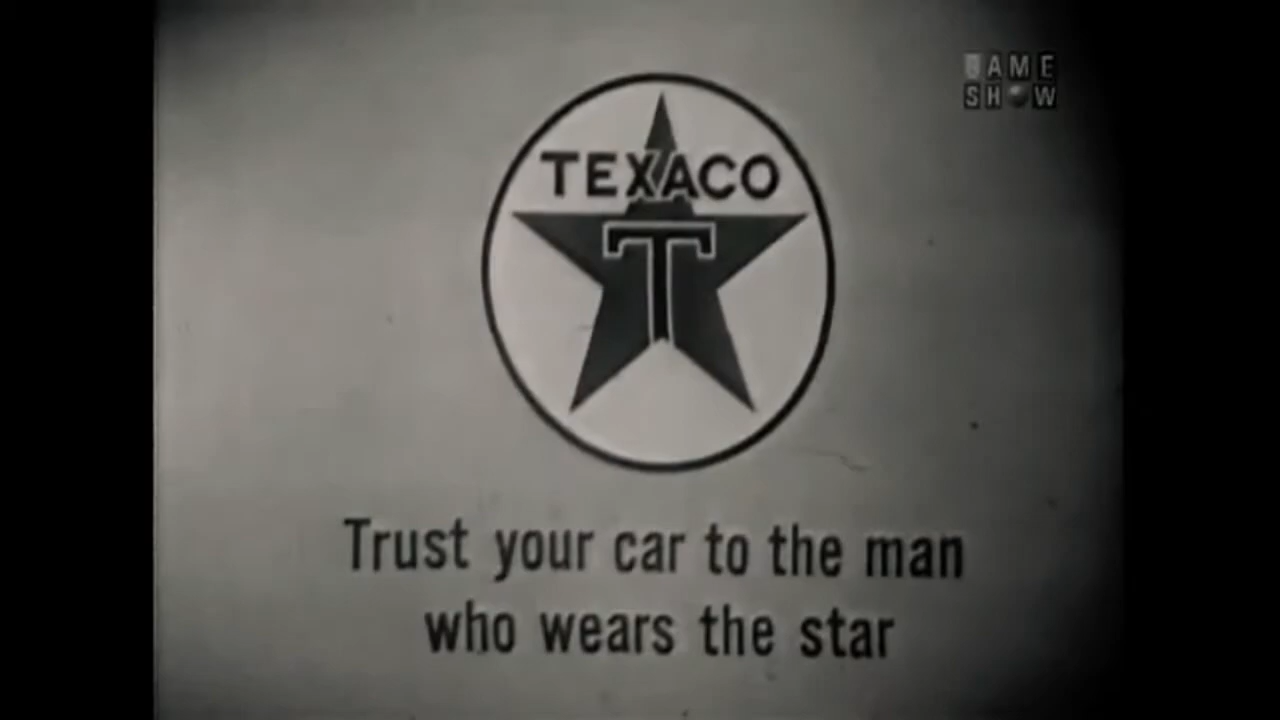 GAME
SHOW
TEXACO
T
Trust your car to the man
who wears the star